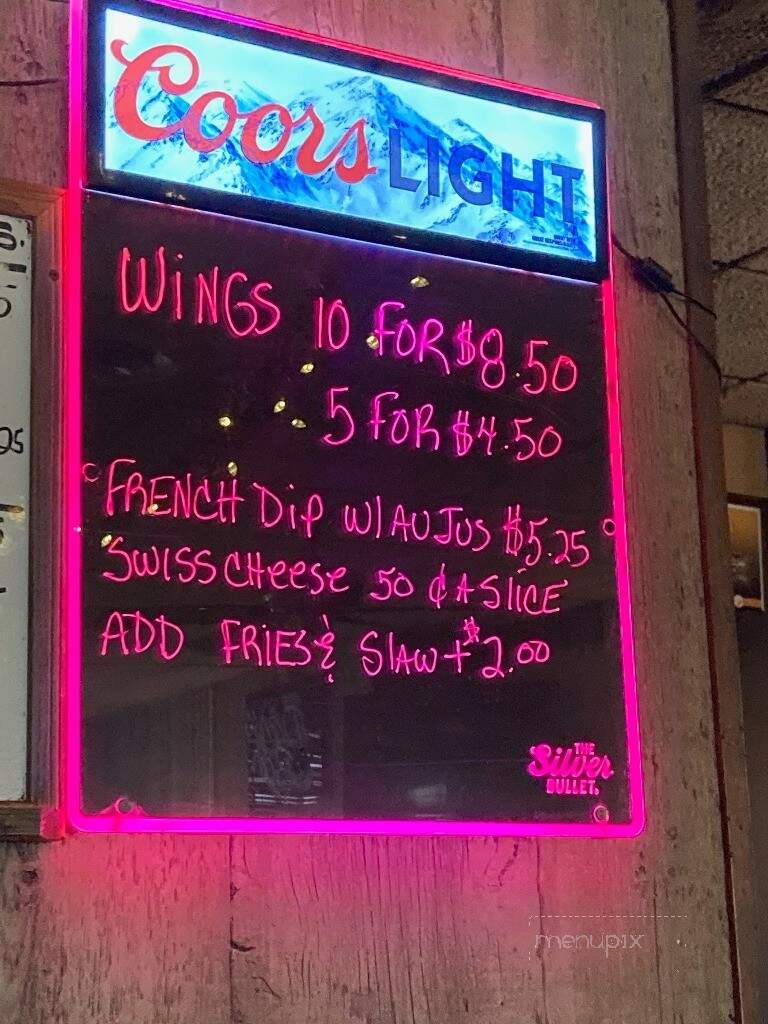 Coors LIGHT
WiNGS 10 FOR $8.50
5 FOR $4.50
FRENCH Dip W/ AU JUS $5.25
SWISS CHeese 50 ¢ A SLICE
ADD FRIES & SlAW + $2.00
THE
Silver
BULLET.
menupix